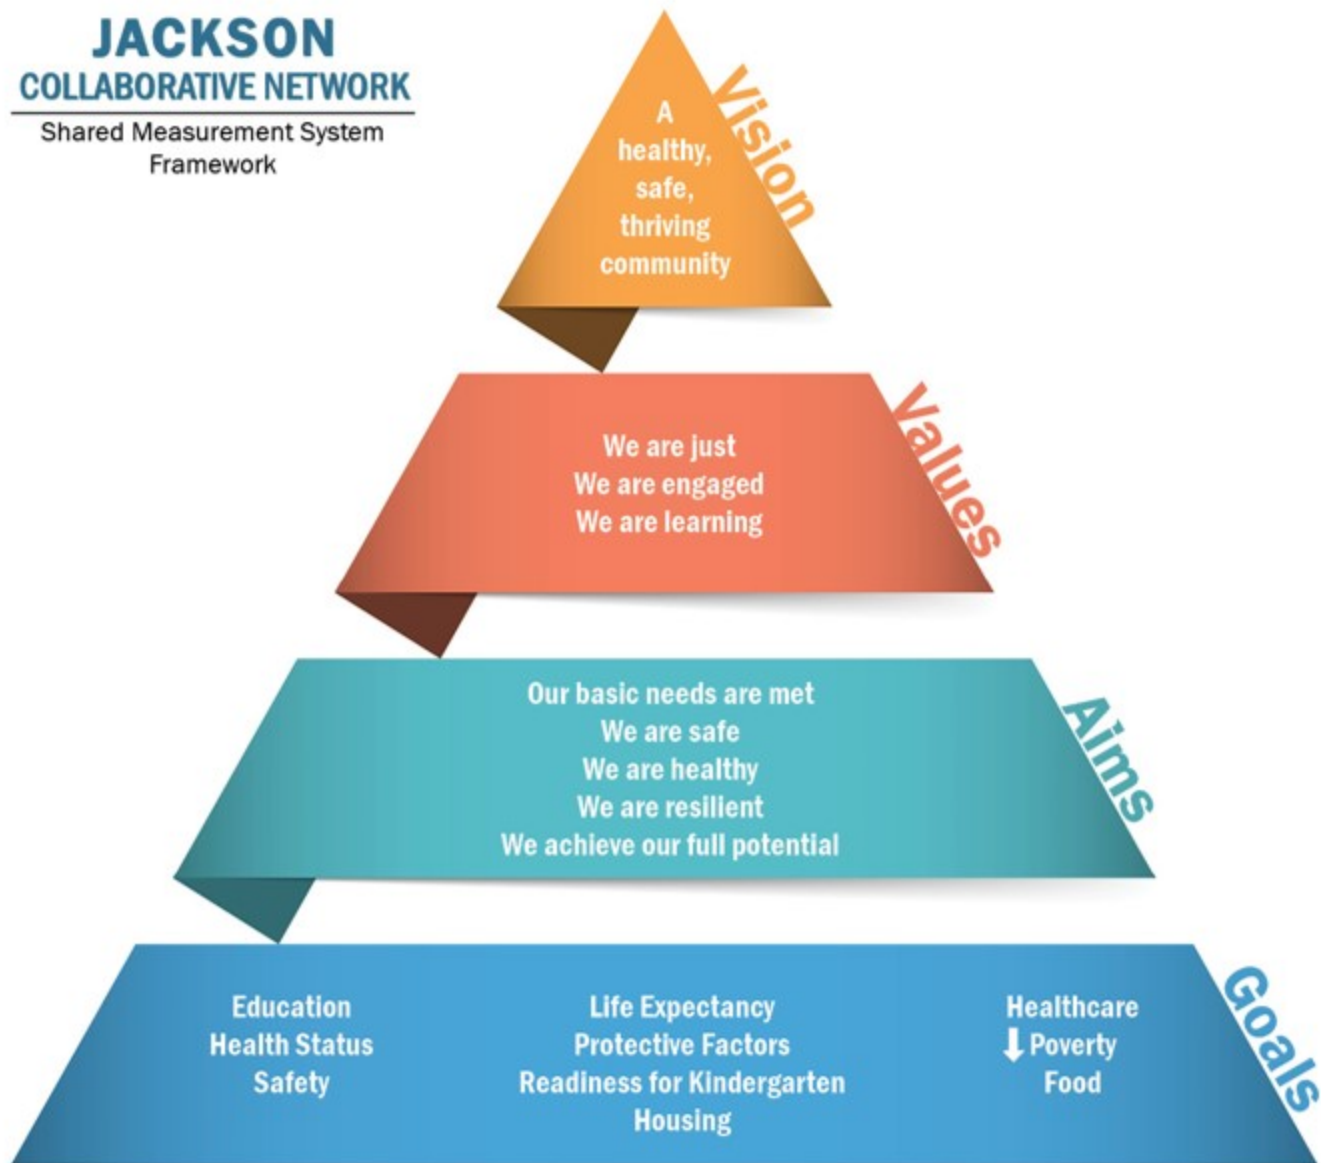 JACKSON
COLLABORATIVE NETWORK
Shared Measurement System
Framework
Vision
A
healthy,
safe,
thriving
community
Values
We are just
We are engaged
We are learning
Aims
Our basic needs are met
We are safe
We are healthy
We are resilient
We achieve our full potential
Goals
Education
Health Status
Safety
Life Expectancy
Protective Factors
Readiness for Kindergarten
Housing
Healthcare
⬇ Poverty
Food